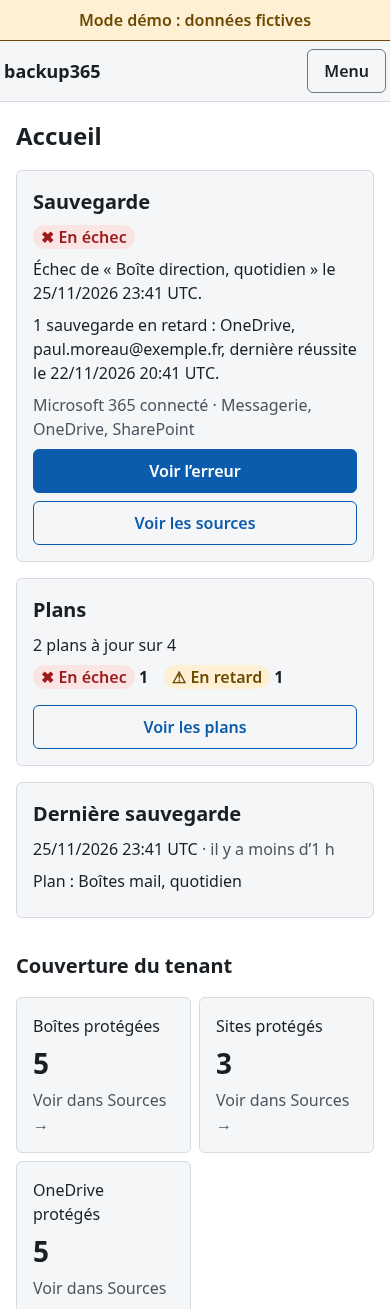 Mode démo : données fictives
backup365
Menu
Accueil
Sauvegarde
✖ En échec
Échec de « Boîte direction, quotidien » le
25/11/2026 23:41 UTC.
1 sauvegarde en retard : OneDrive,
paul.moreau@exemple.fr, dernière réussite
le 22/11/2026 20:41 UTC.
Microsoft 365 connecté · Messagerie,
OneDrive, SharePoint
Voir l’erreur
Voir les sources
Plans
2 plans à jour sur 4
✖ En échec 1 ⚠ En retard 1
Voir les plans
Dernière sauvegarde
25/11/2026 23:41 UTC · il y a moins d’1 h
Plan : Boîtes mail, quotidien
Couverture du tenant
Boîtes protégées
5
Voir dans Sources
→
Sites protégés
3
Voir dans Sources
→
OneDrive
protégés
5
Voir dans Sources